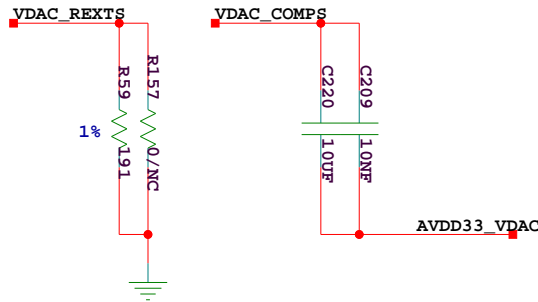 VDAC_REXTS
VDAC_COMPS
R59
R157
C220
C209
1%
191
0/NC
10UF
10NF
AVDD33_VDAC